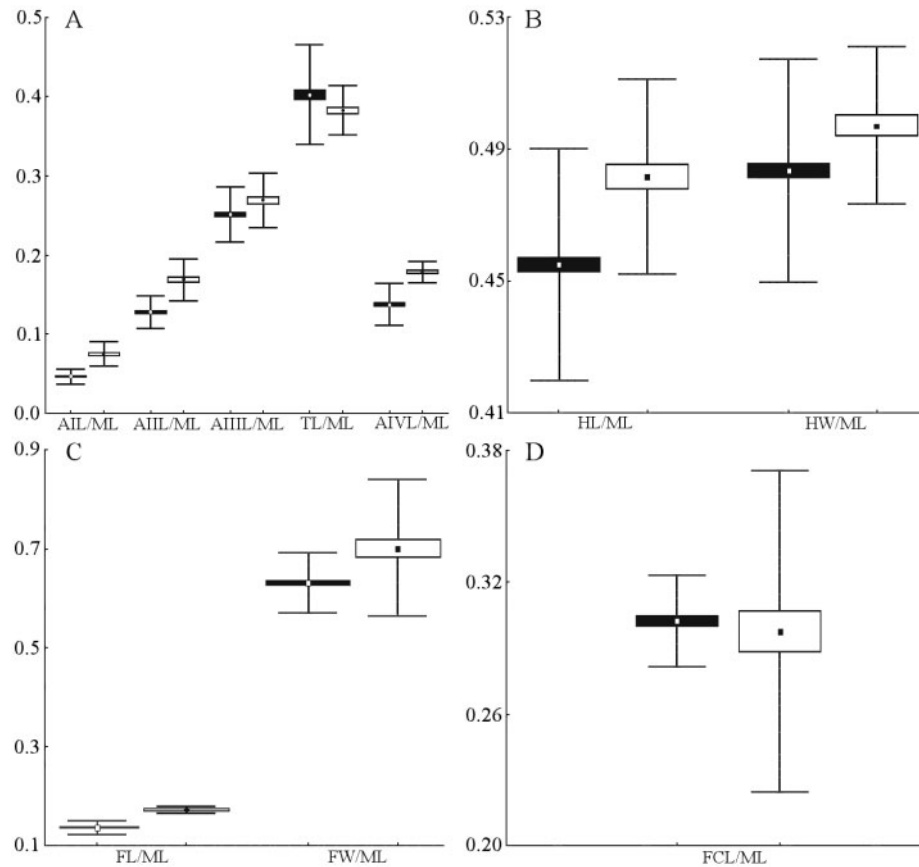 A
0.5
0.4
0.3
0.2
0.1
0.0
AIL/ML AIIL/ML AIIIL/ML TL/ML AIVL/ML
B
0.53
0.49
0.45
0.41
HL/ML HW/ML
C
0.9
0.7
0.5
0.3
0.1
FL/ML FW/ML
D
0.38
0.32
0.26
0.20
FCL/ML